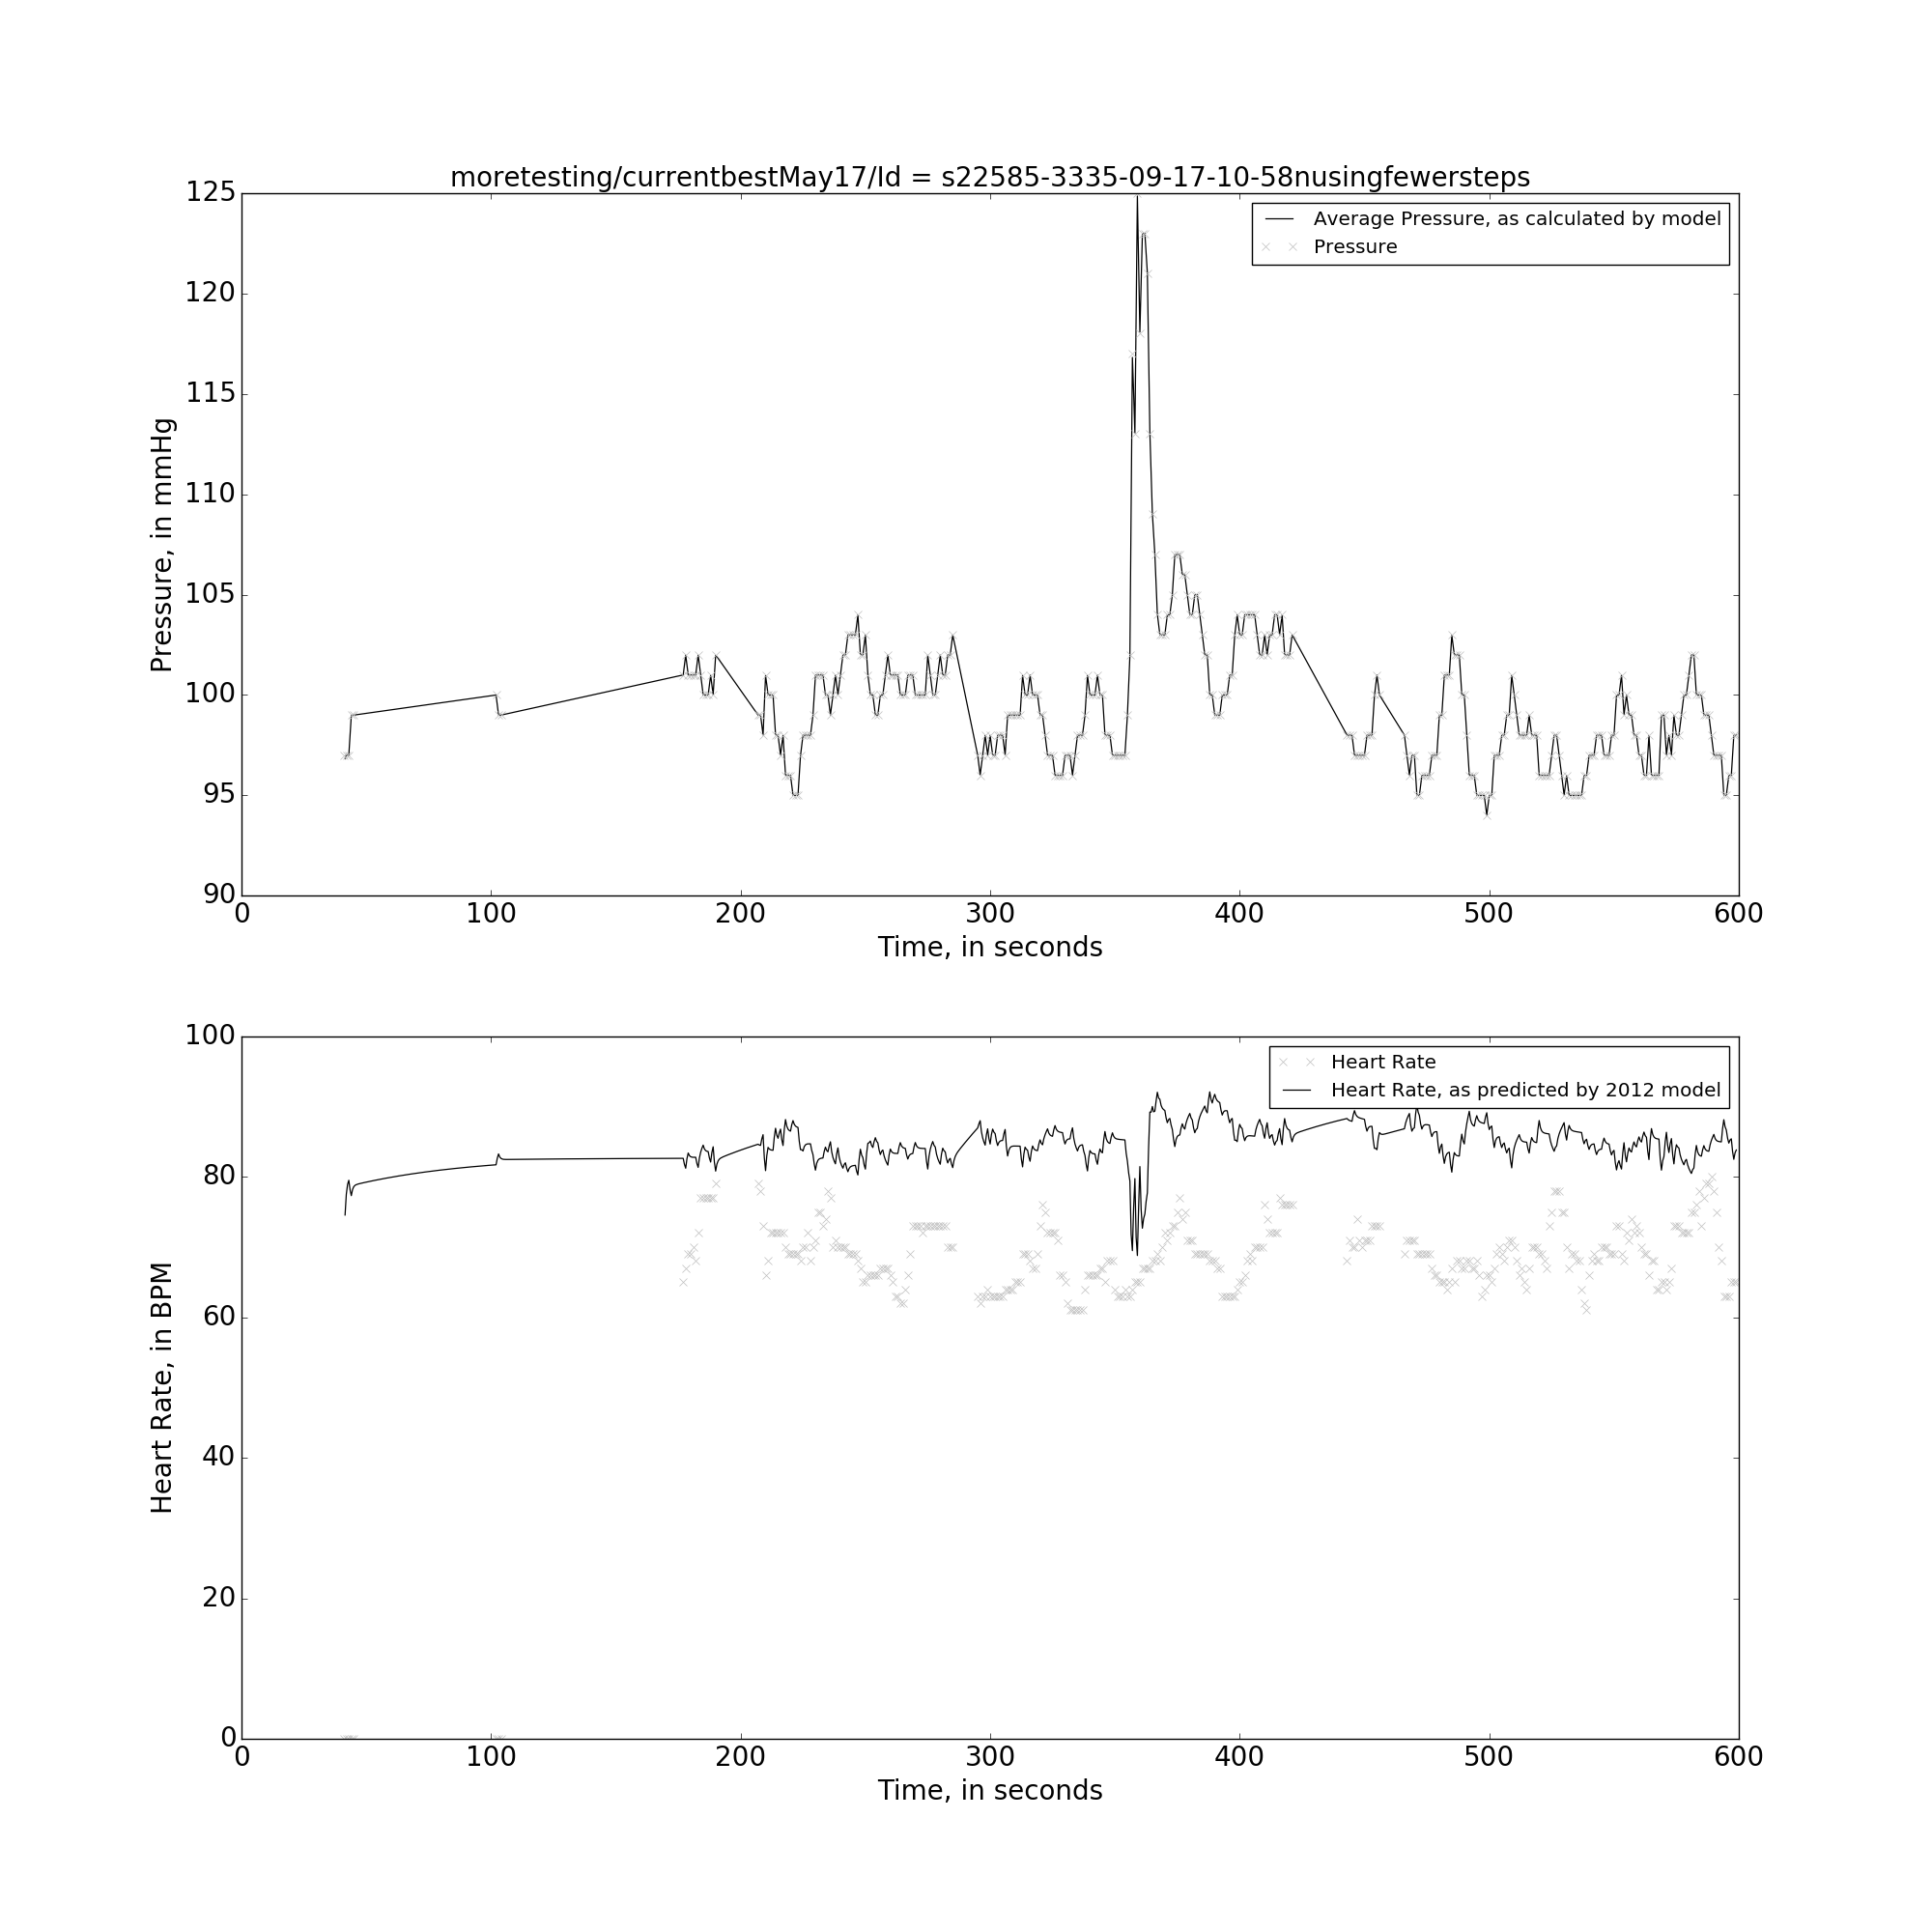 moretesting/currentbestMay17/Id = s22585-3335-09-17-10-58nusingfewersteps
125
120
115
110
105
100
95
90
Pressure, in mmHg
Average Pressure, as calculated by model
Pressure
0 100 200 300 400 500 600
Time, in seconds
100
80
60
40
20
0
Heart Rate, in BPM
Heart Rate
Heart Rate, as predicted by 2012 model
0 100 200 300 400 500 600
Time, in seconds